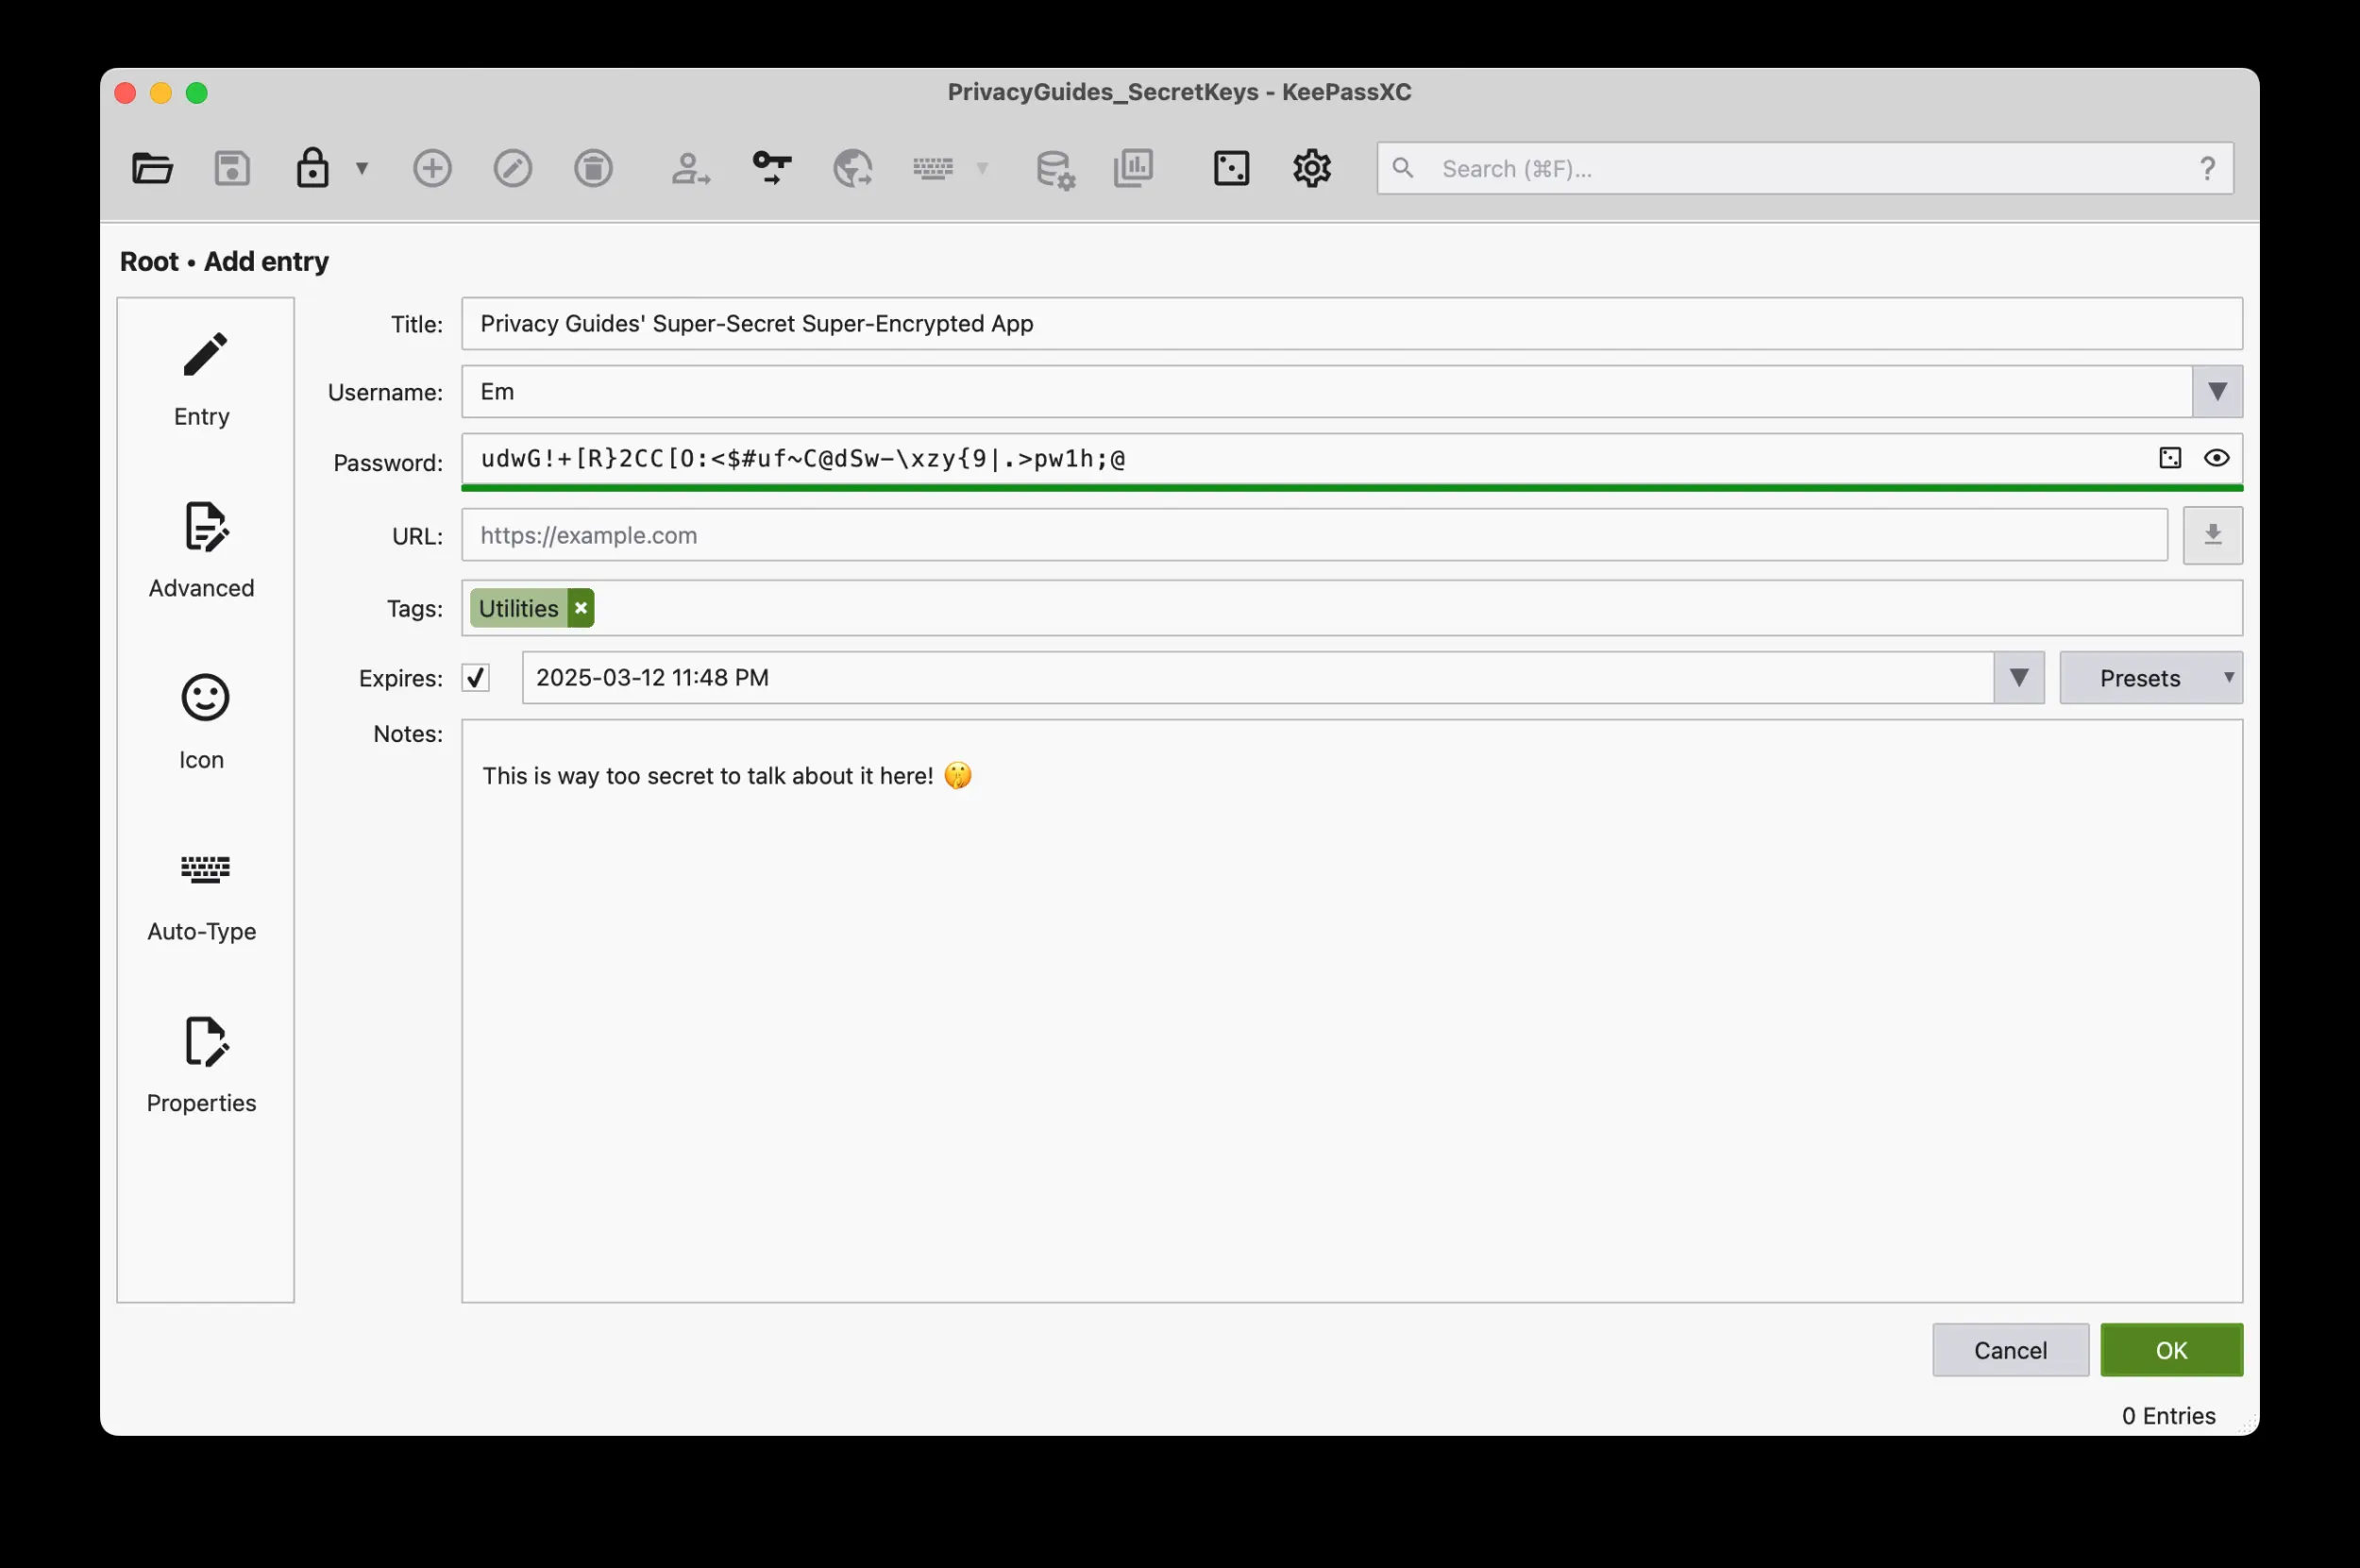 PrivacyGuides_SecretKeys - KeePassXC
Search (⌘F)...
?
Root • Add entry
Entry
Advanced
Icon
Auto-Type
Properties
Title: Privacy Guides' Super-Secret Super-Encrypted App
Username: Em
Password: udwG!+[R}2CC[O:<$#uf~C@dSw-\xzy{9|.>pw1h;@
URL: https://example.com
Tags: Utilities ×
Expires: 2025-03-12 11:48 PM
Presets
Notes:
This is way too secret to talk about it here! 🤫
Cancel
OK
0 Entries